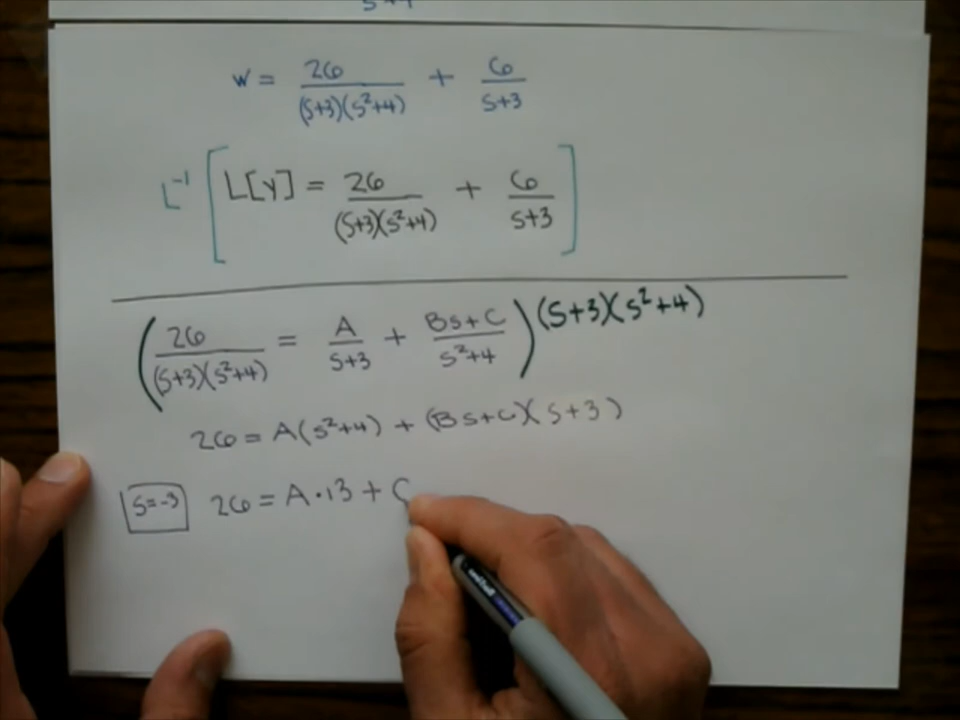 s+4
W = 26/((s+3)(s²+4)) + 6/(s+3)
L⁻¹ [ L[y] = 26/((s+3)(s²+4)) + 6/(s+3) ]
( 26/((s+3)(s²+4)) = A/(s+3) + (Bs+C)/(s²+4) ) (s+3)(s²+4)
26 = A(s²+4) + (Bs+C)(s+3)
s=-3 26 = A·13 + C